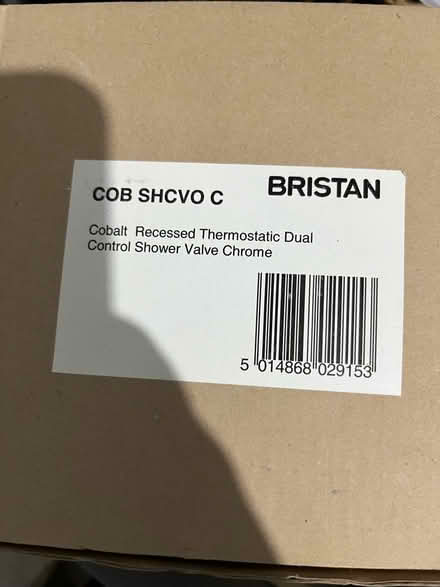 COB SHCVO C
BRISTAN
Cobalt Recessed Thermostatic Dual
Control Shower Valve Chrome
5 014868 029153